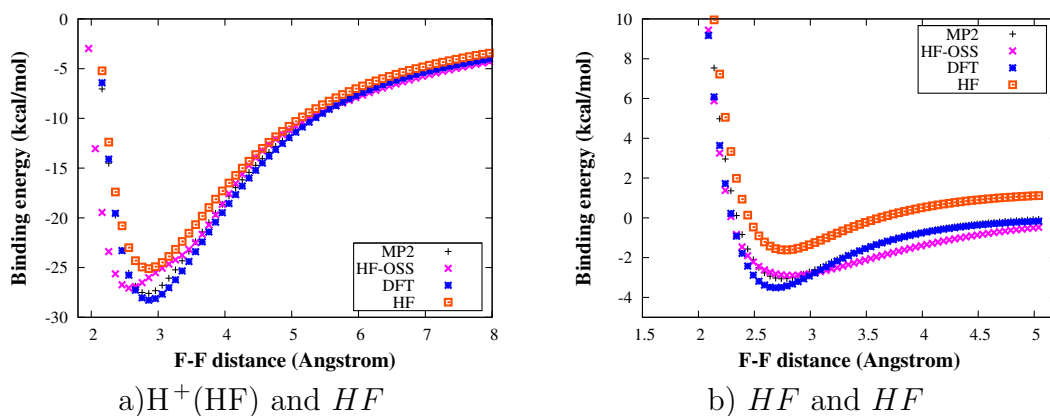 Binding energy (kcal/mol)
0
-5
-10
-15
-20
-25
-30
2 3 4 5 6 7 8
F-F distance (Angstrom)
MP2
HF-OSS
DFT
HF
a)H⁺(HF) and HF
Binding energy (kcal/mol)
10
8
6
4
2
0
-2
-4
1.5 2 2.5 3 3.5 4 4.5 5
F-F distance (Angstrom)
MP2
HF-OSS
DFT
HF
b) HF and HF